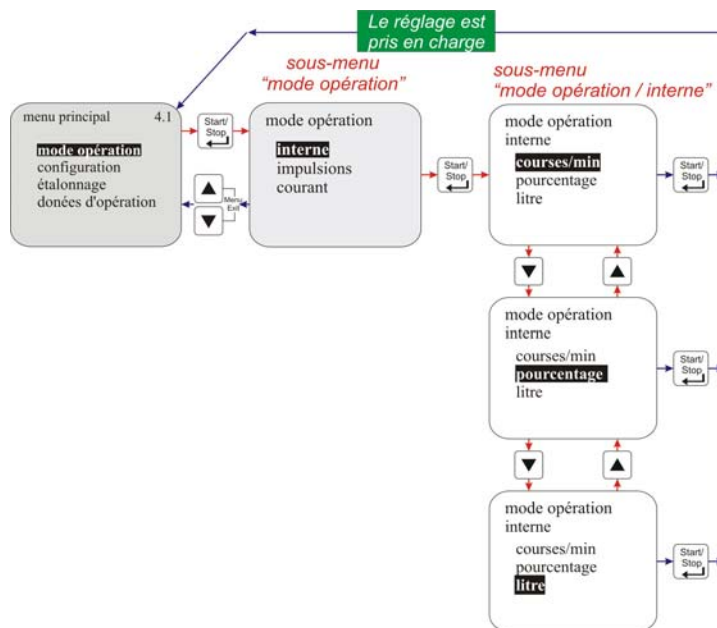 Le réglage est
pris en charge
sous-menu
"mode opération"
sous-menu
"mode opération / interne"
menu principal 4.1
mode opération
configuration
étalonnage
donées d'opération
Start/
Stop
Menu
Exit
mode opération
interne
impulsions
courant
Start/
Stop
mode opération
interne
courses/min
pourcentage
litre
Start/
Stop
mode opération
interne
courses/min
pourcentage
litre
Start/
Stop
mode opération
interne
courses/min
pourcentage
litre
Start/
Stop